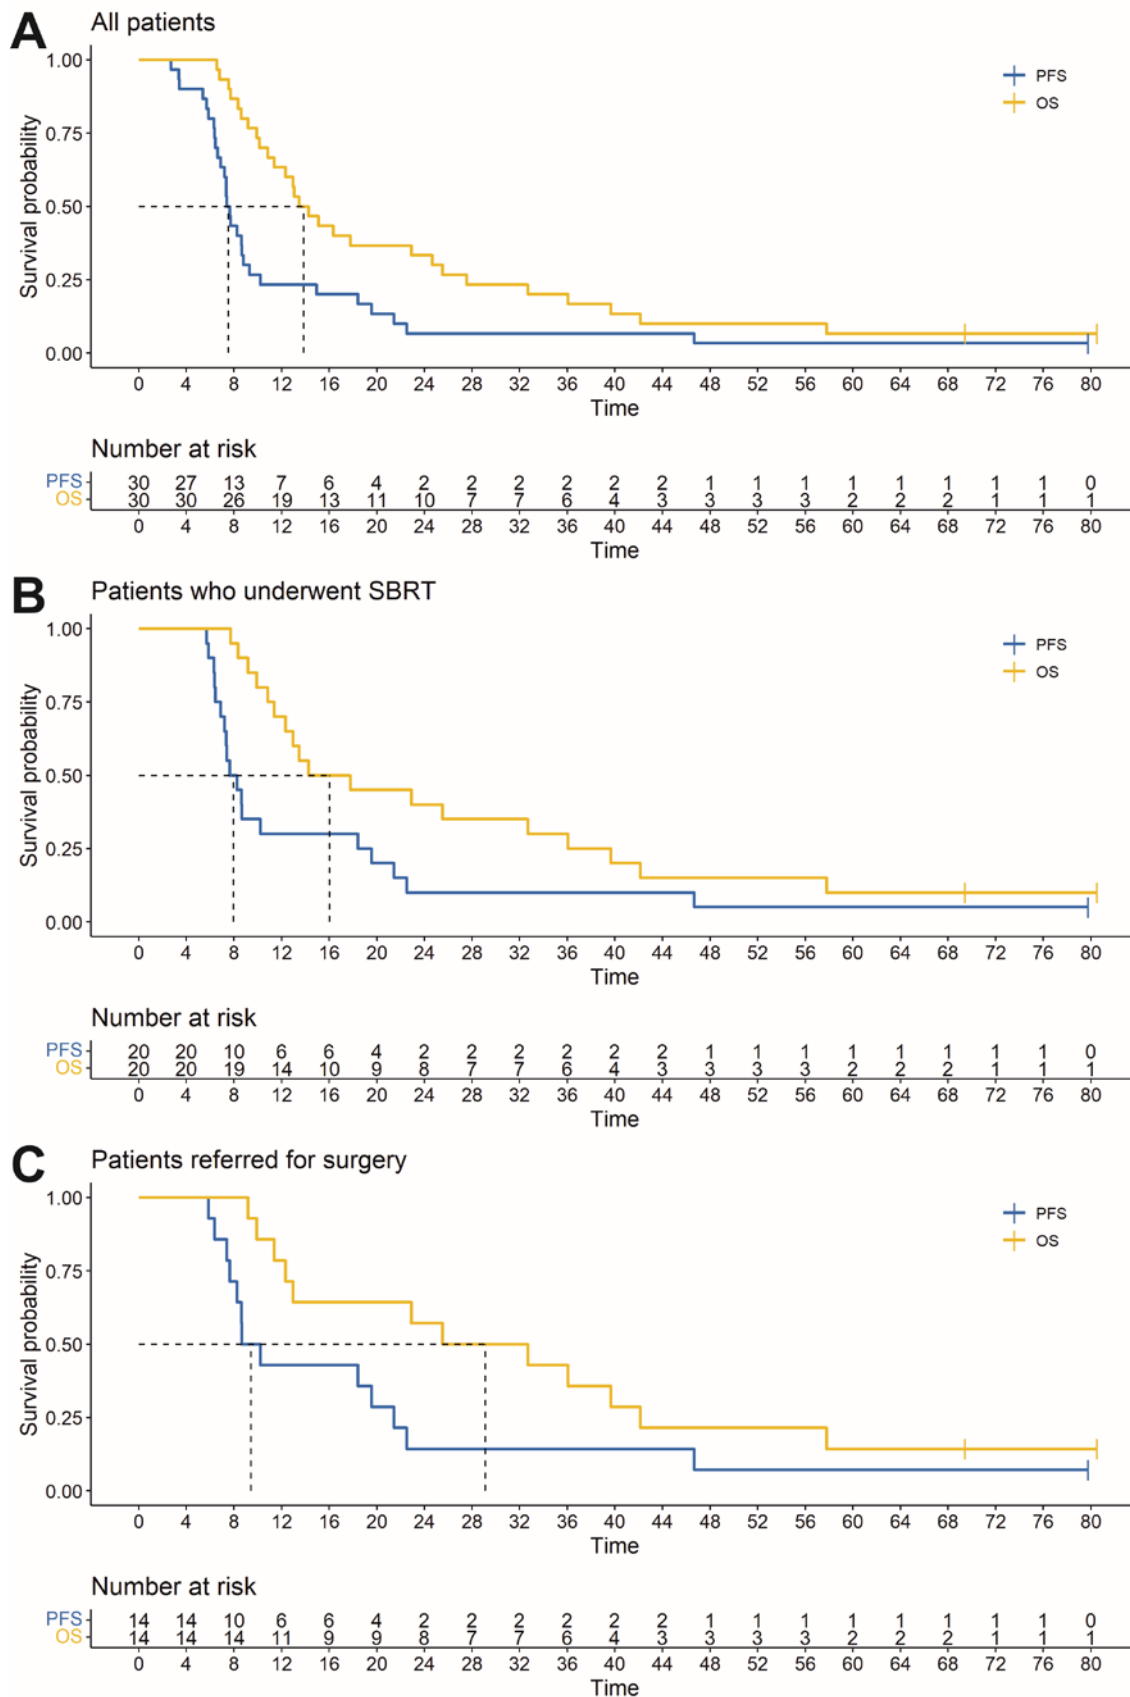 A All patients
1.00
0.75
0.50
0.25
0.00
Survival probability
PFS
OS
0 4 8 12 16 20 24 28 32 36 40 44 48 52 56 60 64 68 72 76 80
Time
Number at risk
PFS 30 27 13 7 6 4 2 2 2 2 2 2 1 1 1 1 1 1 1 1 0
OS 30 30 26 19 13 11 10 7 7 6 4 3 3 3 3 2 2 2 1 1 1
0 4 8 12 16 20 24 28 32 36 40 44 48 52 56 60 64 68 72 76 80
Time
B Patients who underwent SBRT
1.00
0.75
0.50
0.25
0.00
Survival probability
PFS
OS
0 4 8 12 16 20 24 28 32 36 40 44 48 52 56 60 64 68 72 76 80
Time
Number at risk
PFS 20 20 10 6 6 4 2 2 2 2 2 2 1 1 1 1 1 1 1 1 0
OS 20 20 19 14 10 9 8 7 7 6 4 3 3 3 3 2 2 2 1 1 1
0 4 8 12 16 20 24 28 32 36 40 44 48 52 56 60 64 68 72 76 80
Time
C Patients referred for surgery
1.00
0.75
0.50
0.25
0.00
Survival probability
PFS
OS
0 4 8 12 16 20 24 28 32 36 40 44 48 52 56 60 64 68 72 76 80
Time
Number at risk
PFS 14 14 10 6 6 4 2 2 2 2 2 2 1 1 1 1 1 1 1 1 0
OS 14 14 14 11 9 9 8 7 7 6 4 3 3 3 3 2 2 2 1 1 1
0 4 8 12 16 20 24 28 32 36 40 44 48 52 56 60 64 68 72 76 80
Time